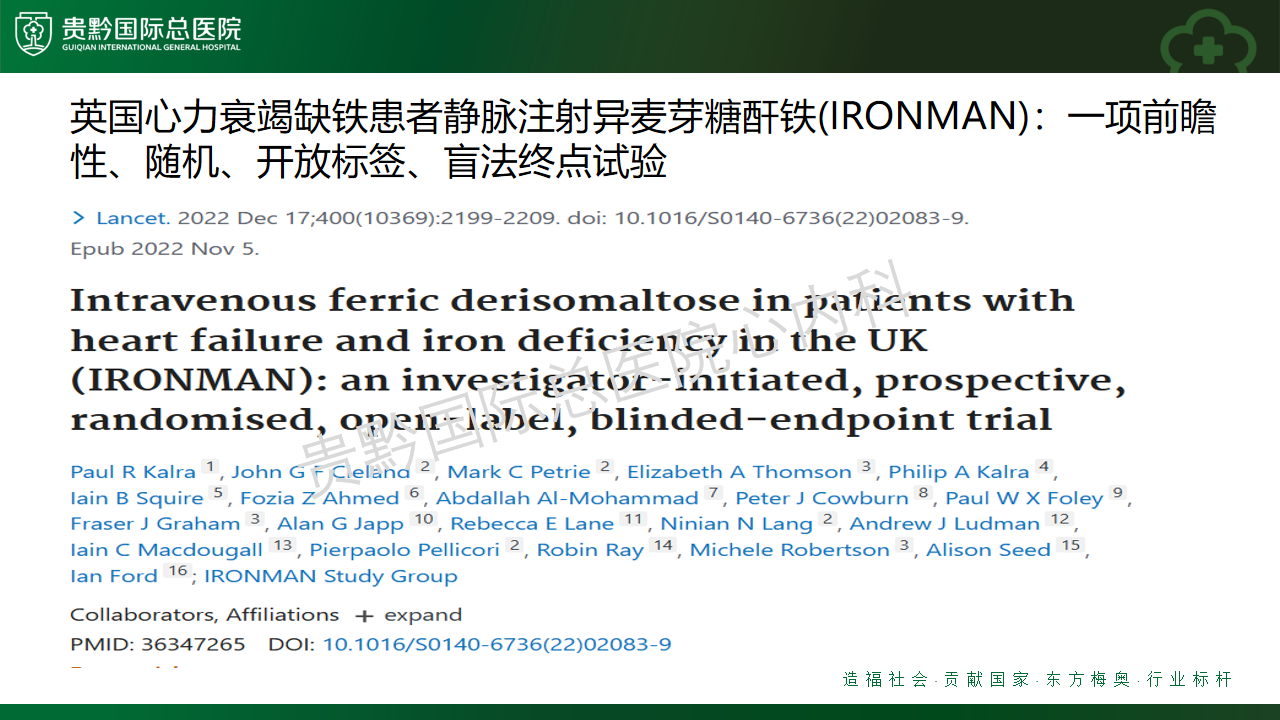 贵黔国际总医院
GUIQIAN INTERNATIONAL GENERAL HOSPITAL
英国心力衰竭缺铁患者静脉注射异麦芽糖酐铁(IRONMAN)：一项前瞻
性、随机、开放标签、盲法终点试验
> Lancet. 2022 Dec 17;400(10369):2199-2209. doi: 10.1016/S0140-6736(22)02083-9.
Epub 2022 Nov 5.
Intravenous ferric derisomaltose in patients with
heart failure and iron deficiency in the UK
(IRONMAN): an investigator-initiated, prospective,
randomised, open-label, blinded-endpoint trial
贵黔国际总医院心内科
Paul R Kalra 1, John G F Cleland 2, Mark C Petrie 2, Elizabeth A Thomson 3, Philip A Kalra 4,
Iain B Squire 5, Fozia Z Ahmed 6, Abdallah Al-Mohammad 7, Peter J Cowburn 8, Paul W X Foley 9,
Fraser J Graham 3, Alan G Japp 10, Rebecca E Lane 11, Ninian N Lang 2, Andrew J Ludman 12,
Iain C Macdougall 13, Pierpaolo Pellicori 2, Robin Ray 14, Michele Robertson 3, Alison Seed 15,
Ian Ford 16; IRONMAN Study Group
Collaborators, Affiliations + expand
PMID: 36347265 DOI: 10.1016/S0140-6736(22)02083-9
造福社会·贡献国家·东方梅奥·行业标杆